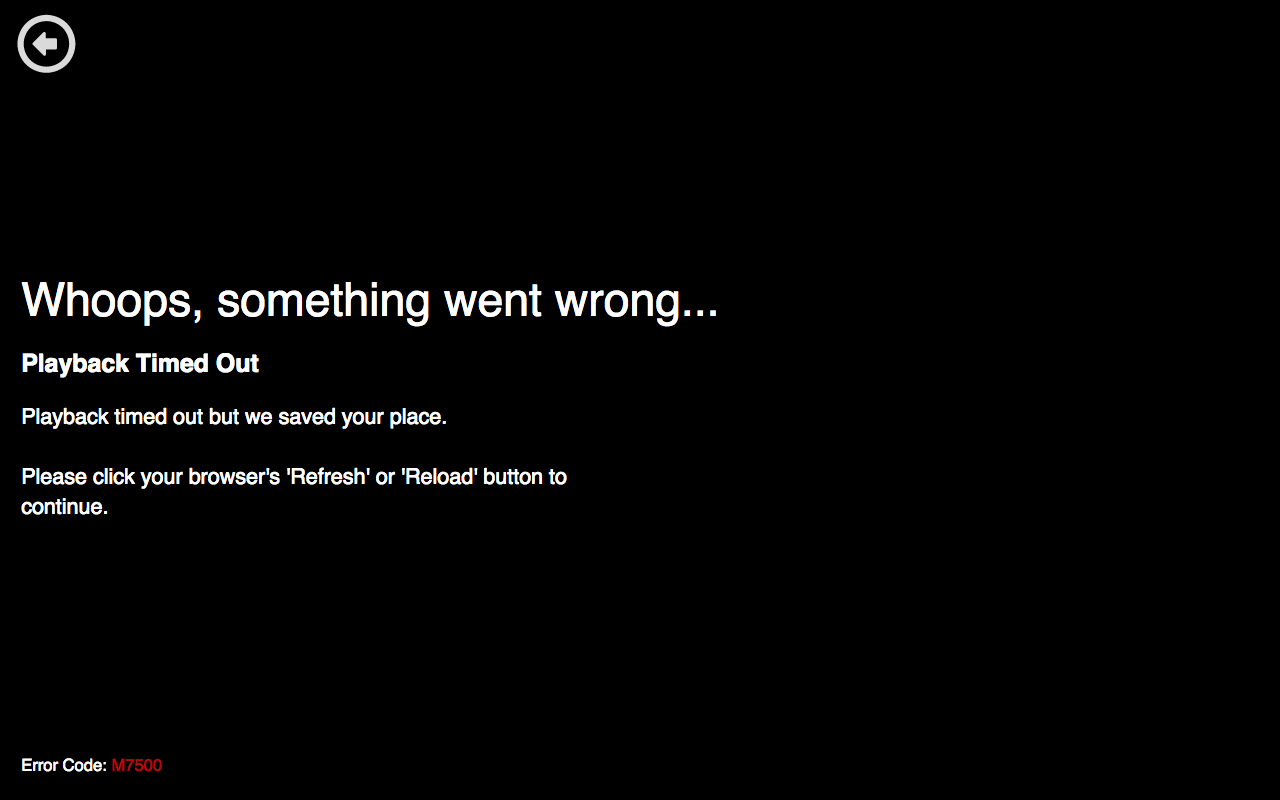 Whoops, something went wrong...
Playback Timed Out
Playback timed out but we saved your place.
Please click your browser's 'Refresh' or 'Reload' button to
continue.
Error Code: M7500